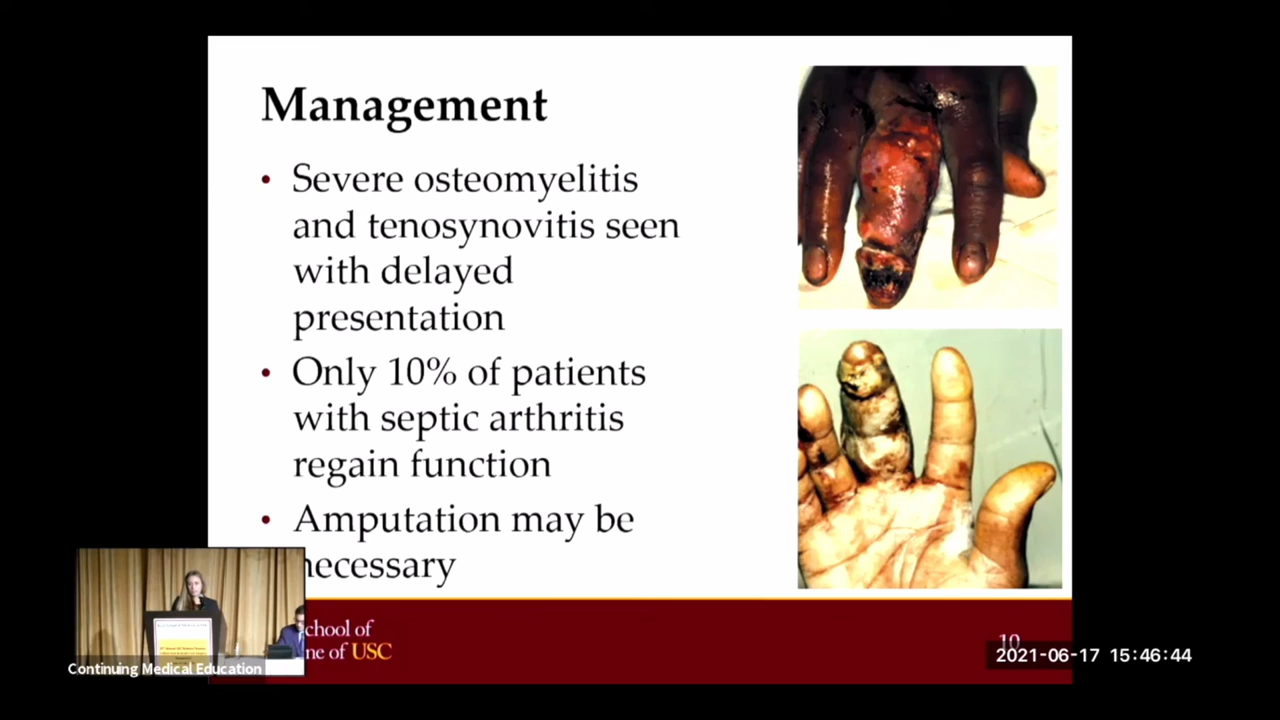 Management
• Severe osteomyelitis
and tenosynovitis seen
with delayed
presentation
• Only 10% of patients
with septic arthritis
regain function
• Amputation may be
necessary
chool of
ne of USC
10
Continuing Medical Education
2021-06-17 15:46:44